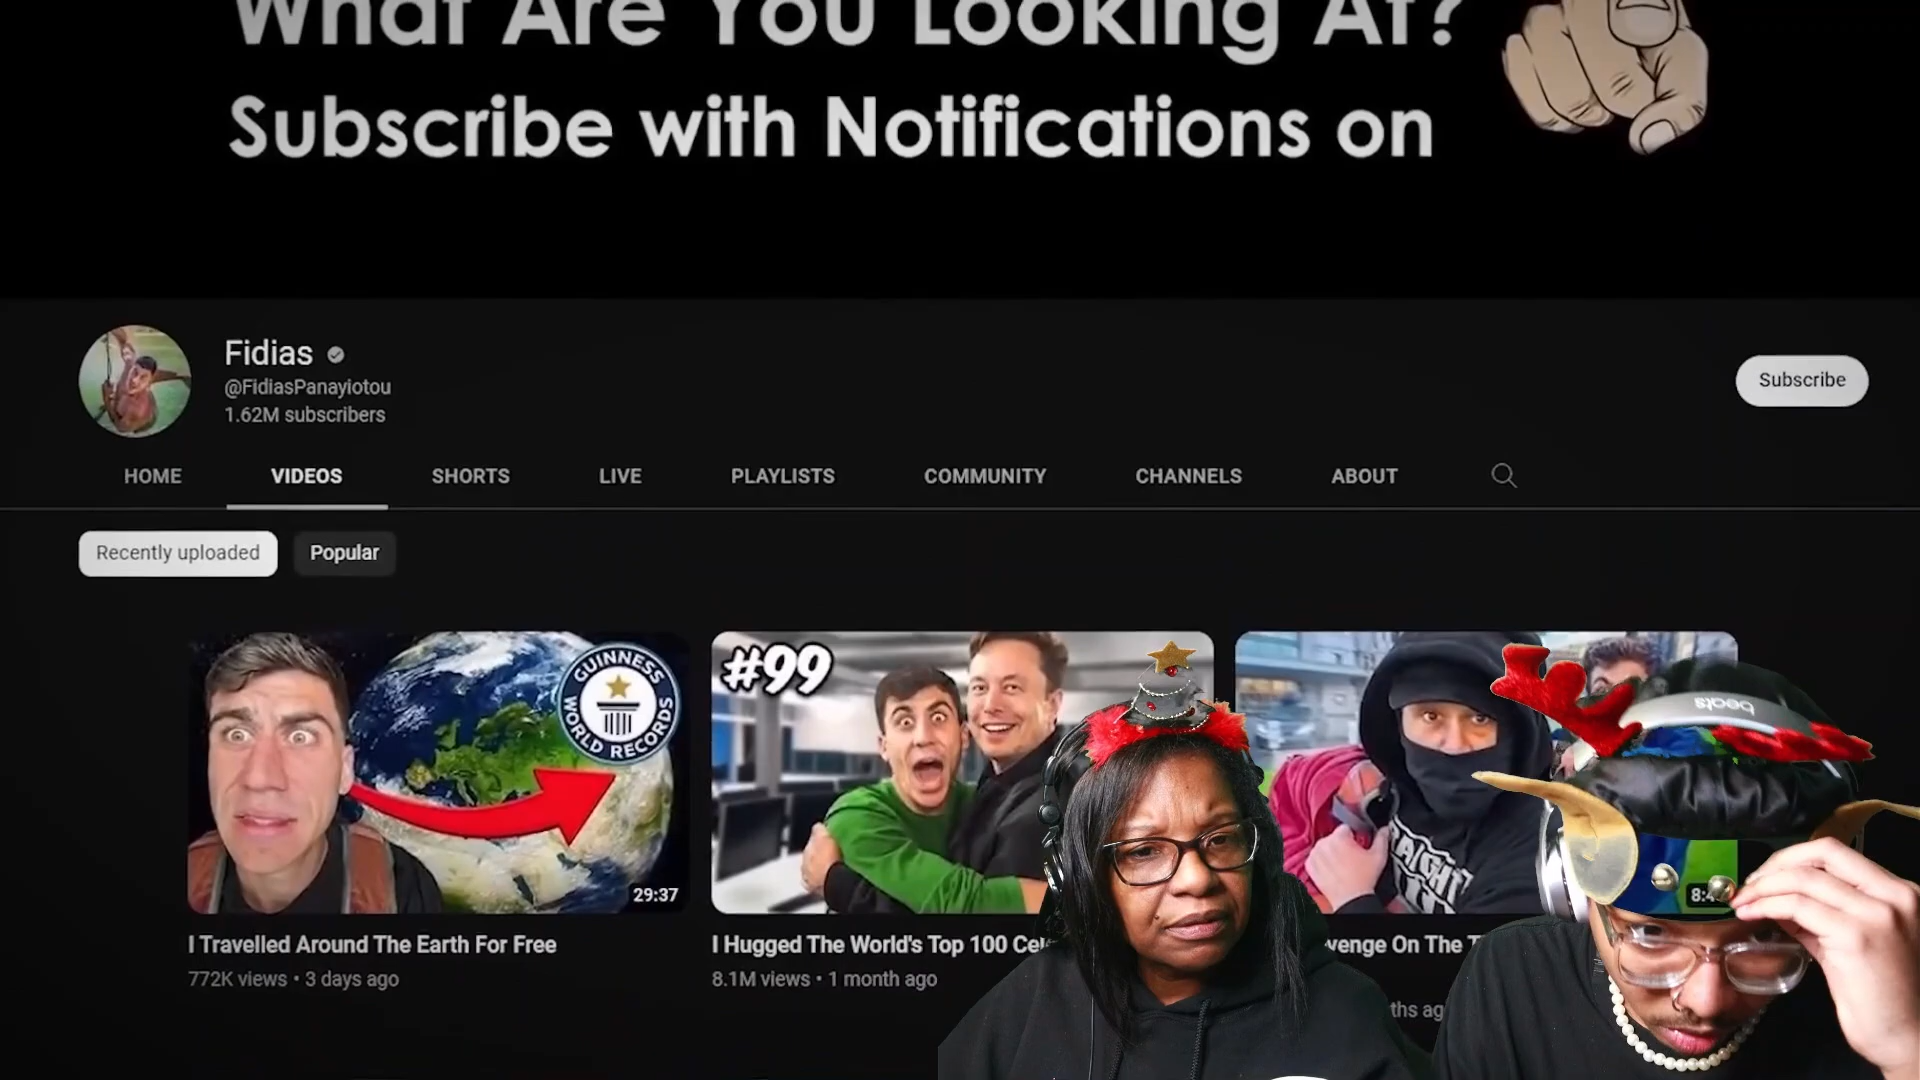 What Are You Looking At?
Subscribe with Notifications on
Fidias
@FidiasPanayiotou
1.62M subscribers
Subscribe
HOME
VIDEOS
SHORTS
LIVE
PLAYLISTS
COMMUNITY
CHANNELS
ABOUT
Recently uploaded
Popular
GUINNESS
WORLD RECORDS
29:37
#99
beats
I Travelled Around The Earth For Free
772K views • 3 days ago
I Hugged The World's Top 100
8.1M views • 1 month ago
On The